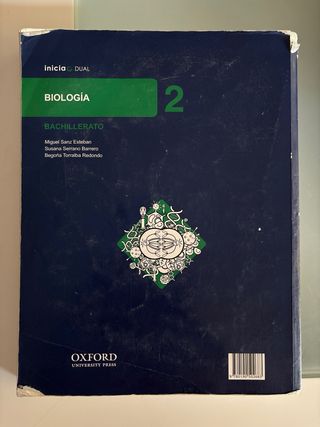 inicia DUAL
BIOLOGÍA 2
BACHILLERATO
Miguel Sanz Esteban
Susana Serrano Barrero
Begoña Torralba Redondo
OXFORD
UNIVERSITY PRESS